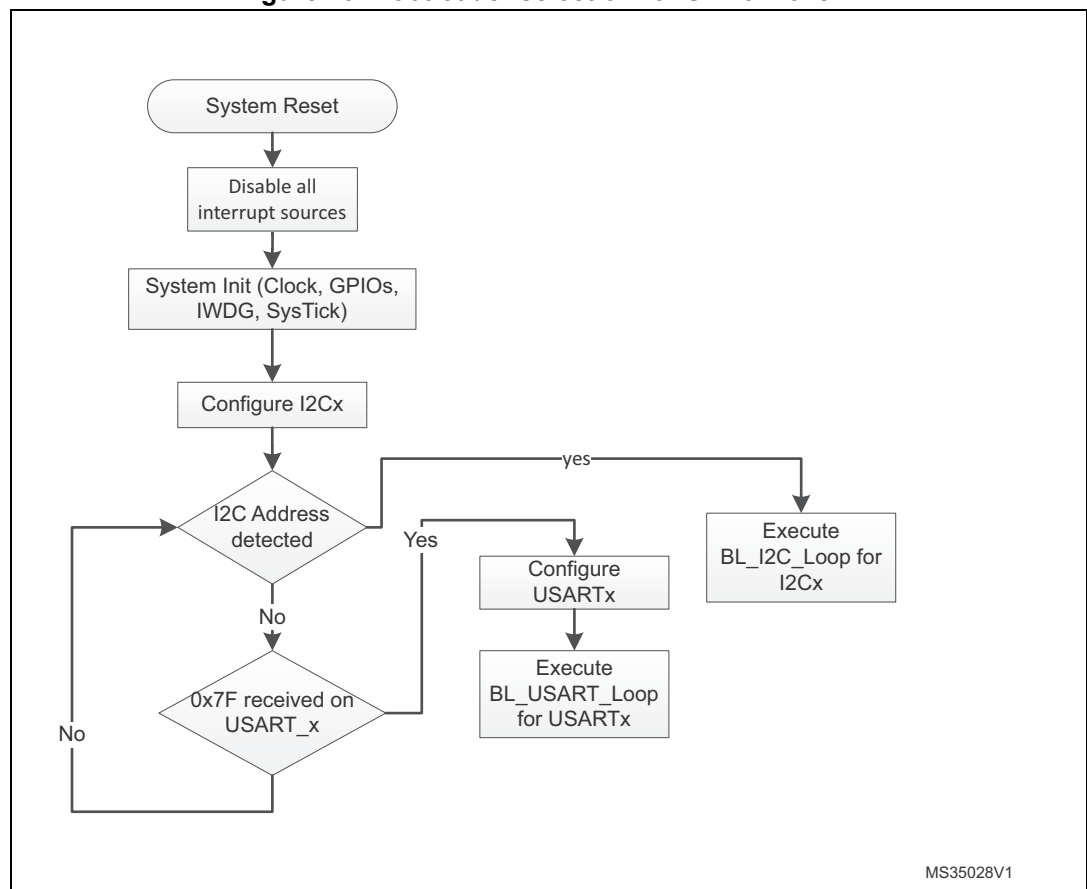 System Reset
Disable all
interrupt sources
System Init (Clock, GPIOs,
IWDG, SysTick)
Configure I2Cx
yes
I2C Address
detected
Yes
Execute
BL_I2C_Loop for
I2Cx
Configure
USARTx
No
Execute
BL_USART_Loop
for USARTx
0x7F received on
USART_x
No
MS35028V1